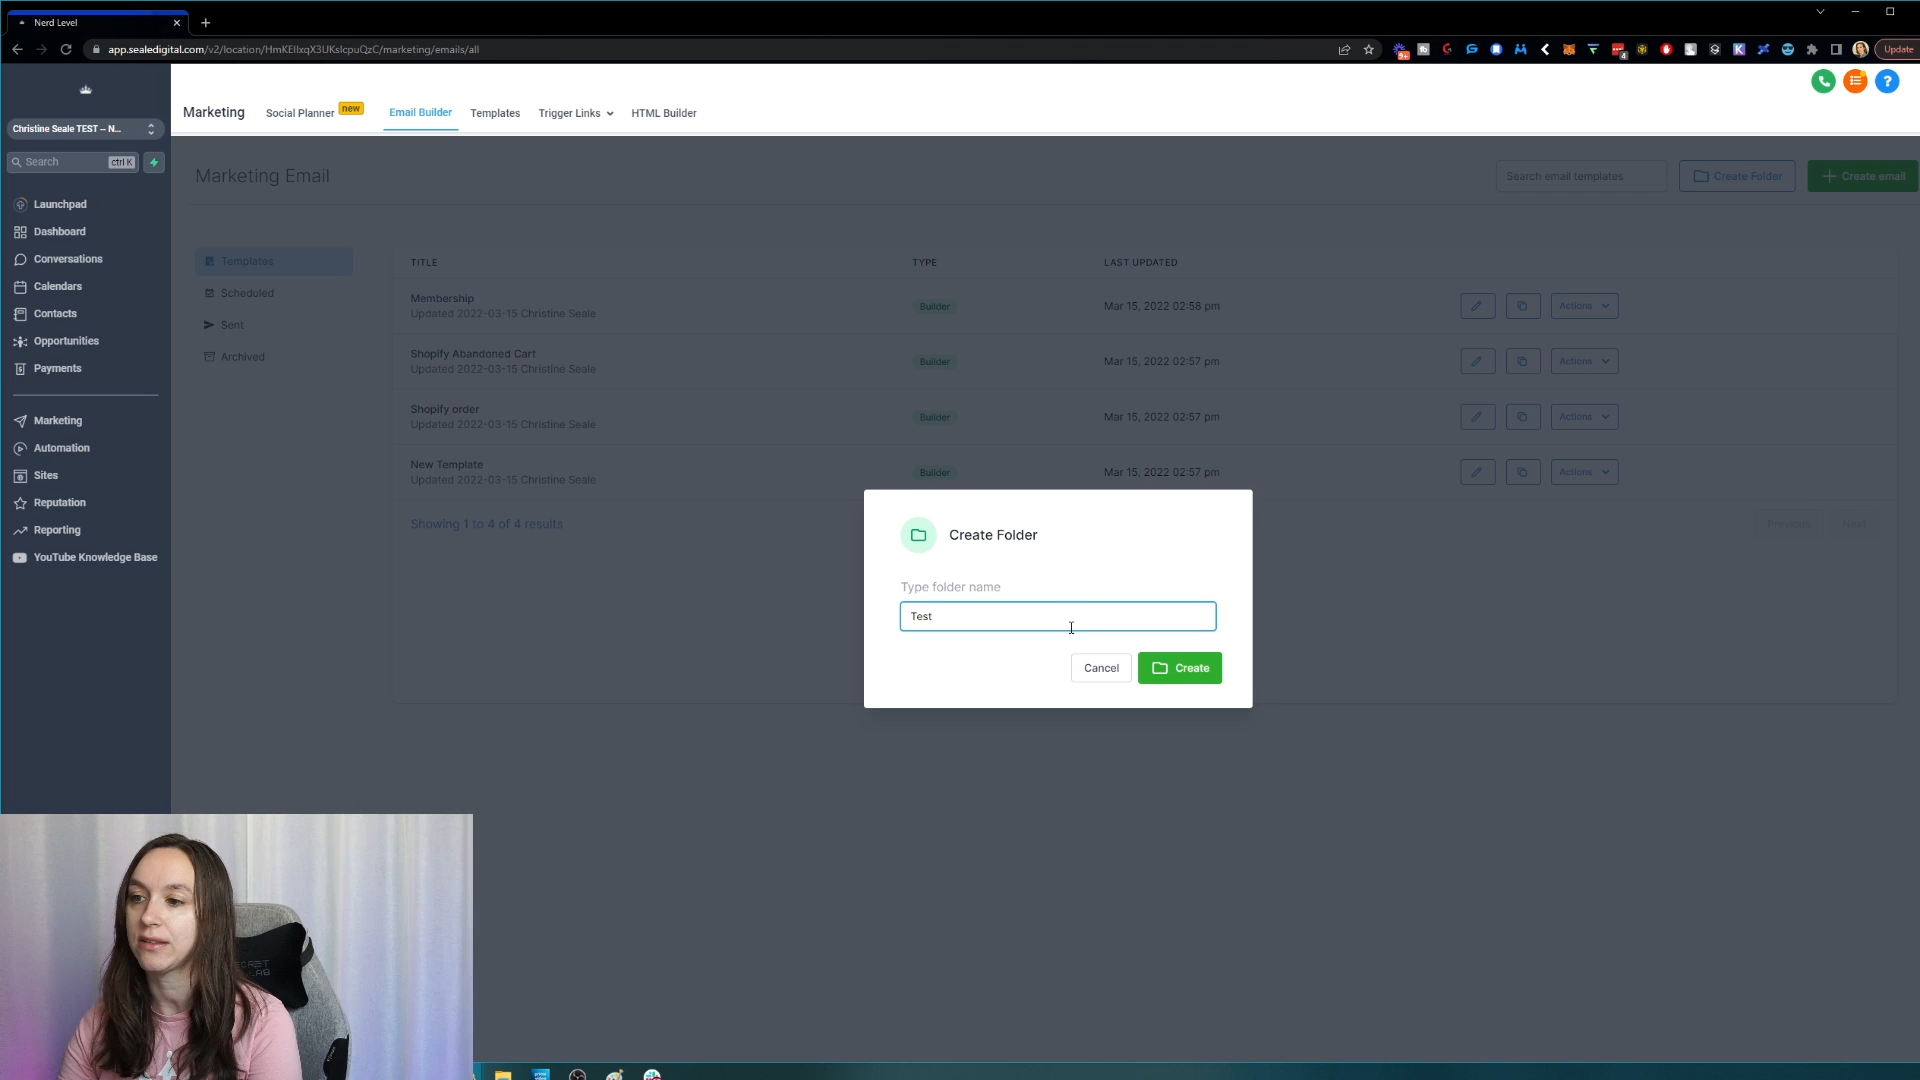 Nerd Level
app.sealedigital.com/v2/location/HmKEIlxqX3UKslcpuQzC/marketing/emails/all
Update
Christine Seale TEST -- N...
Search ctrl K
Launchpad
Dashboard
Conversations
Calendars
Contacts
Opportunities
Payments
Marketing
Automation
Sites
Reputation
Reporting
YouTube Knowledge Base
Marketing Social Planner new Email Builder Templates Trigger Links HTML Builder
Marketing Email
Search email templates Create Folder Create email
Templates
Scheduled
Sent
Archived
TITLE TYPE LAST UPDATED
Membership
Updated 2022-03-15 Christine Seale
Builder Mar 15, 2022 02:58 pm Actions
Shopify Abandoned Cart
Updated 2022-03-15 Christine Seale
Builder Mar 15, 2022 02:57 pm Actions
Shopify order
Updated 2022-03-15 Christine Seale
Builder Mar 15, 2022 02:57 pm Actions
New Template
Updated 2022-03-15 Christine Seale
Builder Mar 15, 2022 02:57 pm Actions
Showing 1 to 4 of 4 results
Previous Next
Create Folder
Type folder name
Test
Cancel Create